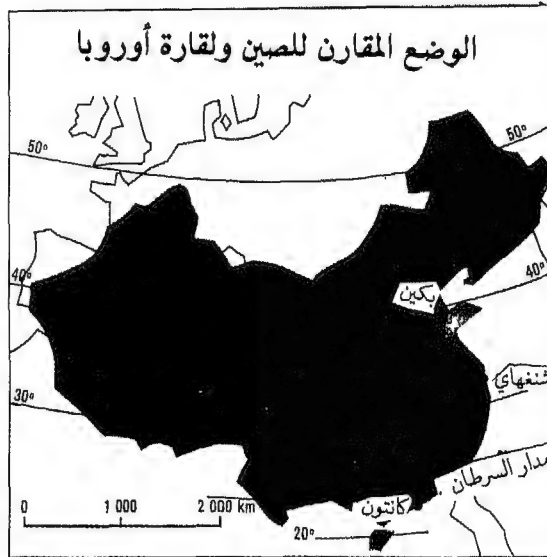 الوضع المقارن للصين ولقارة أوروبا
50°
50°
40°
40°
بكين
شنغهاي
30°
مدار السرطان
كانتون
0 1 000 2 000 km
20°